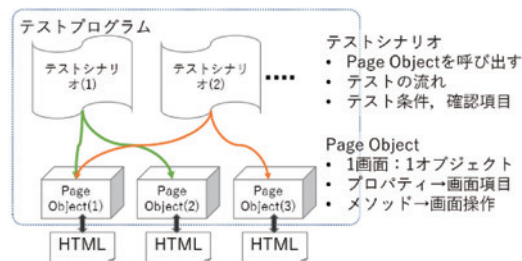 テストプログラム
テストシナリ
オ(1)
テストシナリ
オ(2)
••••
Page
Object(1)
Page
Object(2)
Page
Object(3)
HTML
HTML
HTML
テストシナリオ
• Page Objectを呼び出す
• テストの流れ
• テスト条件，確認項目
Page Object
• 1画面：1オブジェクト
• プロパティ→画面項目
• メソッド→画面操作